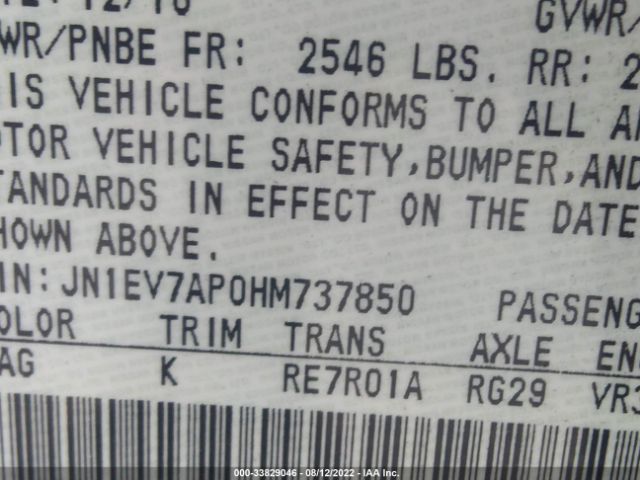 GVWR/
WR/PNBE FR: 2546 LBS. RR: 2
IS VEHICLE CONFORMS TO ALL A
OTOR VEHICLE SAFETY,BUMPER,AND
TANDARDS IN EFFECT ON THE DATE
HOWN ABOVE.
IN:JN1EV7AP0HM737850 PASSENG
OLOR TRIM TRANS AXLE EN
AG K RE7R01A RG29 VR3
000-33829046 - 08/12/2022 - IAA Inc.